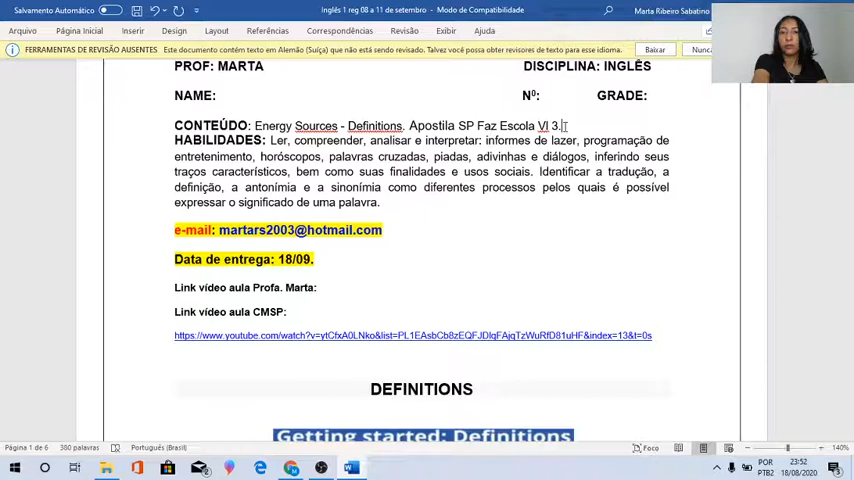 Salvamento Automático
Inglês 1 reg 08 a 11 de setembro - Modo de Compatibilidade
Marta Ribeiro Sabatino
Arquivo Página Inicial Inserir Design Layout Referências Correspondências Revisão Exibir Ajuda
FERRAMENTAS DE REVISÃO AUSENTES Este documento contém texto em Alemão (Suíça) que não está sendo revisado. Talvez você possa obter revisores de texto para esse idioma. Baixar Nunca
PROF: MARTA DISCIPLINA: INGLÊS
NAME: Nº: GRADE:
CONTEÚDO: Energy Sources - Definitions. Apostila SP Faz Escola Vl 3.
HABILIDADES: Ler, compreender, analisar e interpretar: informes de lazer, programação de
entretenimento, horóscopos, palavras cruzadas, piadas, adivinhas e diálogos, inferindo seus
traços característicos, bem como suas finalidades e usos sociais. Identificar a tradução, a
definição, a antonímia e a sinonímia como diferentes processos pelos quais é possível
expressar o significado de uma palavra.
e-mail: martars2003@hotmail.com
Data de entrega: 18/09.
Link vídeo aula Profa. Marta:
Link vídeo aula CMSP:
https://www.youtube.com/watch?v=ytCfxA0LNko&list=PL1EAsbCb8zEQFJDlqFAjqTzWuRfD81uHF&index=13&t=0s
DEFINITIONS
Getting started: Definitions
Página 1 de 6 380 palavras Português (Brasil) Foco 140%
POR 23:52
PTB2 18/08/2020